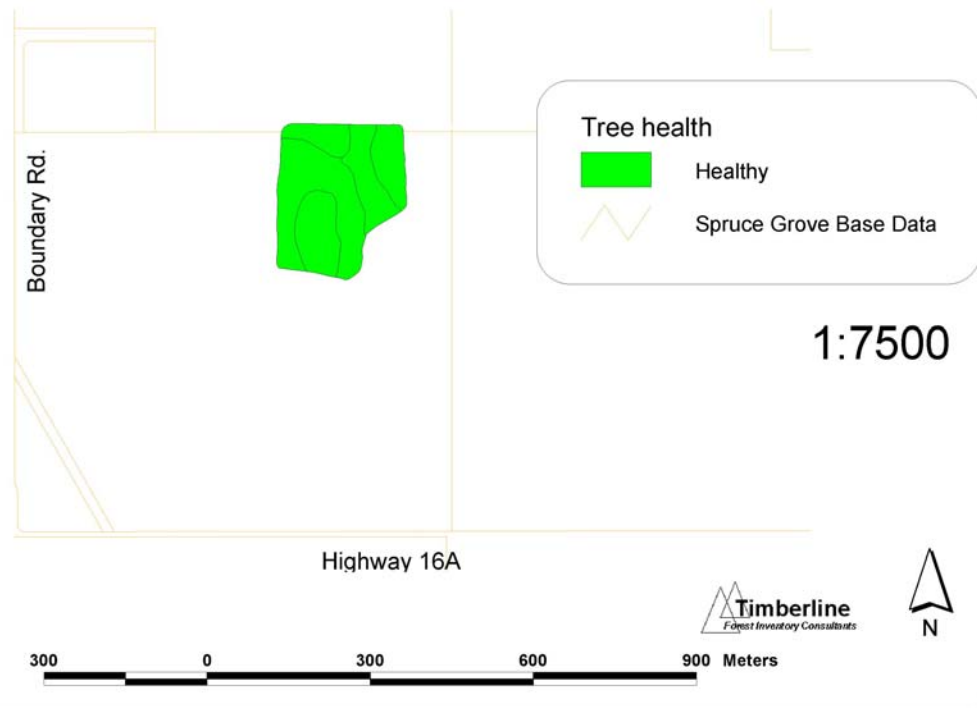 Tree health
Healthy
Spruce Grove Base Data
Boundary Rd.
1:7500
Highway 16A
Timberline
Forest Inventory Consultants
N
300 0 300 600 900 Meters